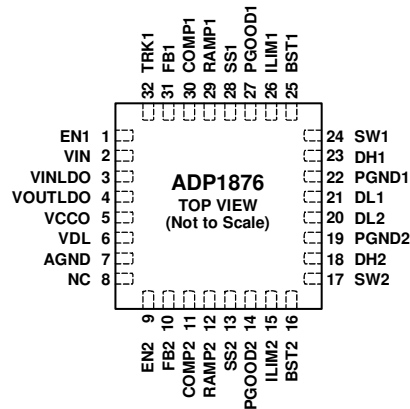 32 TRK1
31 FB1
30 COMP1
29 RAMP1
28 SS1
27 PGOOD1
26 ILIM1
25 BST1
EN1 1
VIN 2
VINLDO 3
VOUTLDO 4
VCCO 5
VDL 6
AGND 7
NC 8
ADP1876
TOP VIEW
(Not to Scale)
24 SW1
23 DH1
22 PGND1
21 DL1
20 DL2
19 PGND2
18 DH2
17 SW2
EN2 9
FB2 10
COMP2 11
RAMP2 12
SS2 13
PGOOD2 14
ILIM2 15
BST2 16